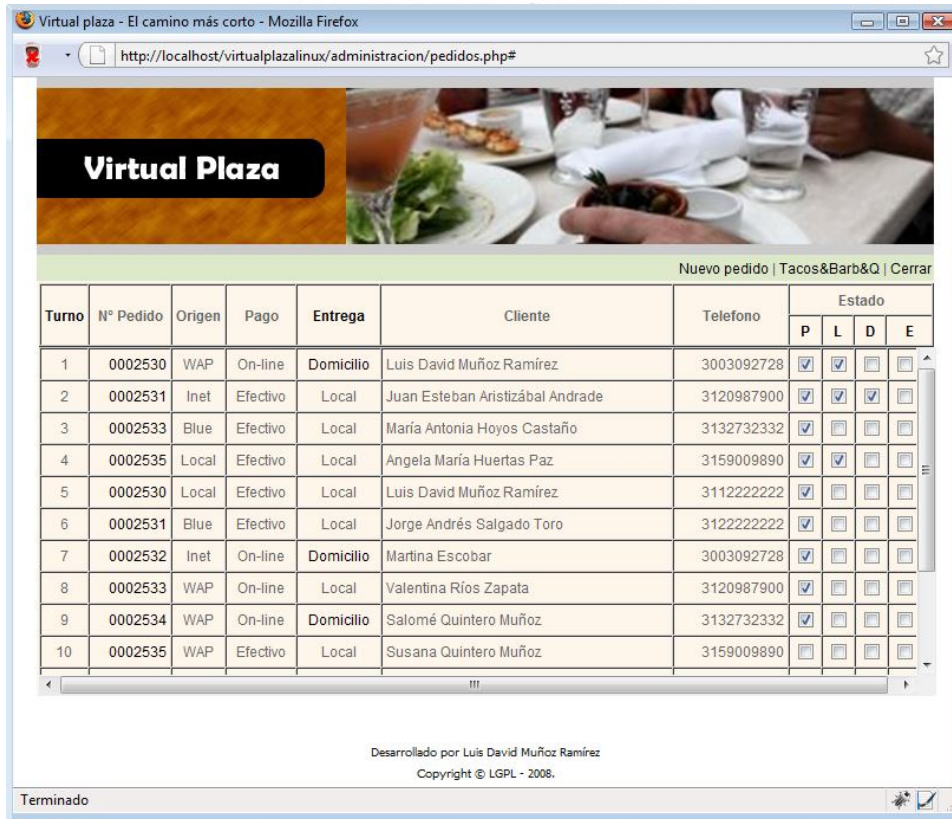 Virtual plaza - El camino más corto - Mozilla Firefox
http://localhost/virtualplazalinux/administracion/pedidos.php#
Virtual Plaza
Nuevo pedido | Tacos&Barb&Q | Cerrar
Turno N° Pedido Origen Pago Entrega Cliente Telefono Estado
P L D E
1 0002530 WAP On-line Domicilio Luis David Muñoz Ramírez 3003092728
2 0002531 Inet Efectivo Local Juan Esteban Aristizábal Andrade 3120987900
3 0002533 Blue Efectivo Local María Antonia Hoyos Castaño 3132732332
4 0002535 Local Efectivo Local Angela María Huertas Paz 3159009890
5 0002530 Local Efectivo Local Luis David Muñoz Ramírez 3112222222
6 0002531 Blue Efectivo Local Jorge Andrés Salgado Toro 3122222222
7 0002532 Inet On-line Domicilio Martina Escobar 3003092728
8 0002533 WAP On-line Local Valentina Ríos Zapata 3120987900
9 0002534 WAP On-line Domicilio Salomé Quintero Muñoz 3132732332
10 0002535 WAP Efectivo Local Susana Quintero Muñoz 3159009890
Desarrollado por Luis David Muñoz Ramírez
Copyright © LGPL - 2008.
Terminado